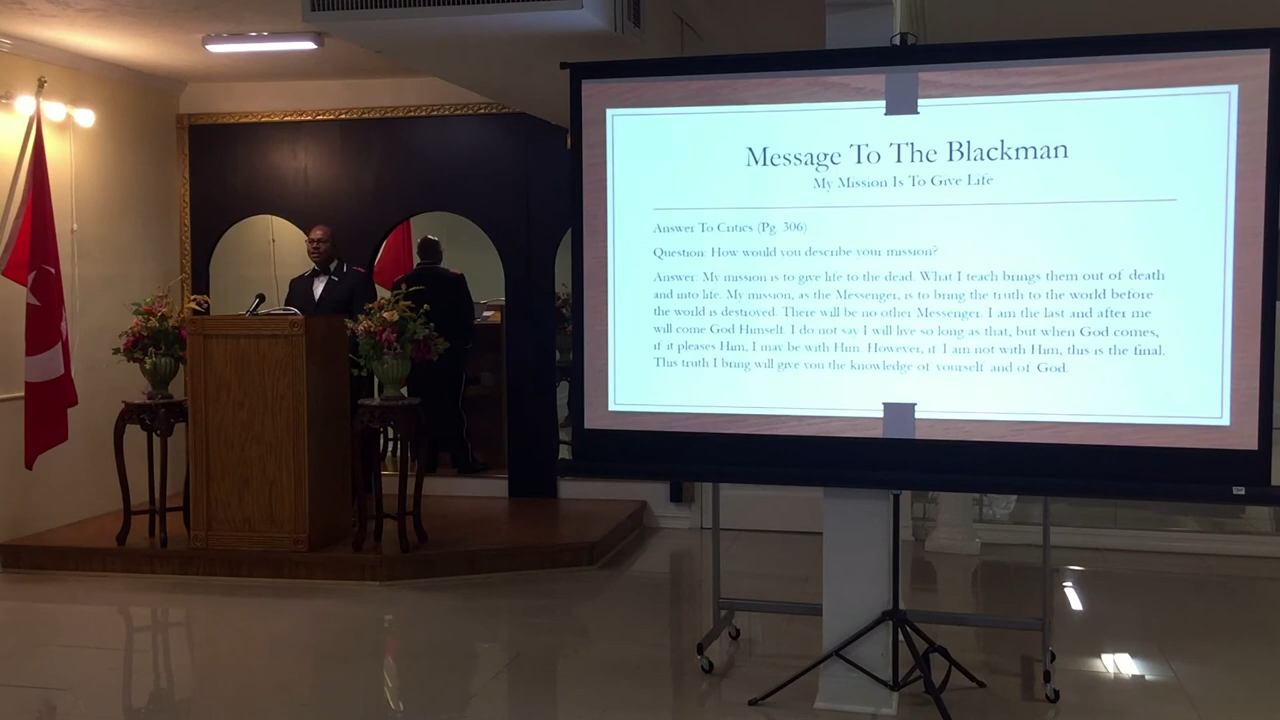 Message To The Blackman
My Mission Is To Give Life
Answer To Critics (Pg. 306)
Question: How would you describe your mission?
Answer: My mission is to give life to the dead. What I teach brings them out of death
and into life. My mission, as the Messenger, is to bring the truth to the world before
the world is destroyed. There will be no other Messenger. I am the last and after me
will come God Himself. I do not say I will live so long as that, but when God comes,
if it pleases Him, I may be with Him. However, if I am not with Him, this is the final.
This truth I bring will give you the knowledge of yourself and of God.